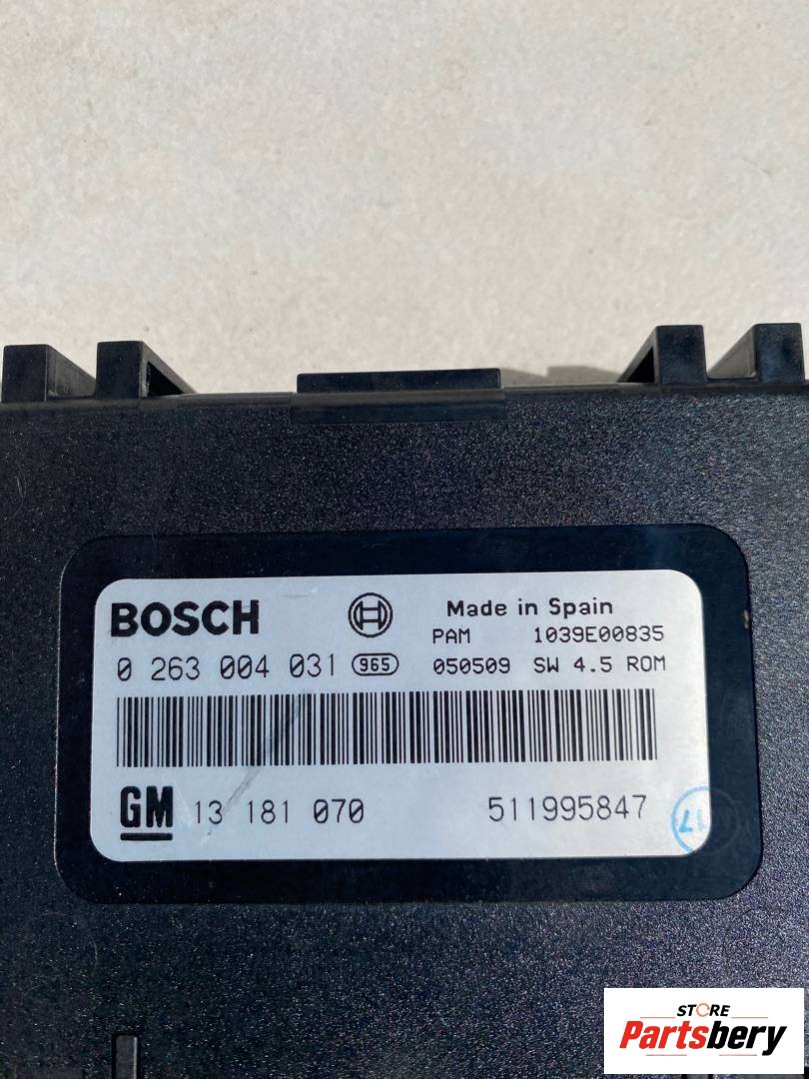 BOSCH
Made in Spain
PAM 1039E00835
0 263 004 031 965 050509 SW 4.5 ROM
GM 13 181 070 511995847
17
STORE
Partsbery